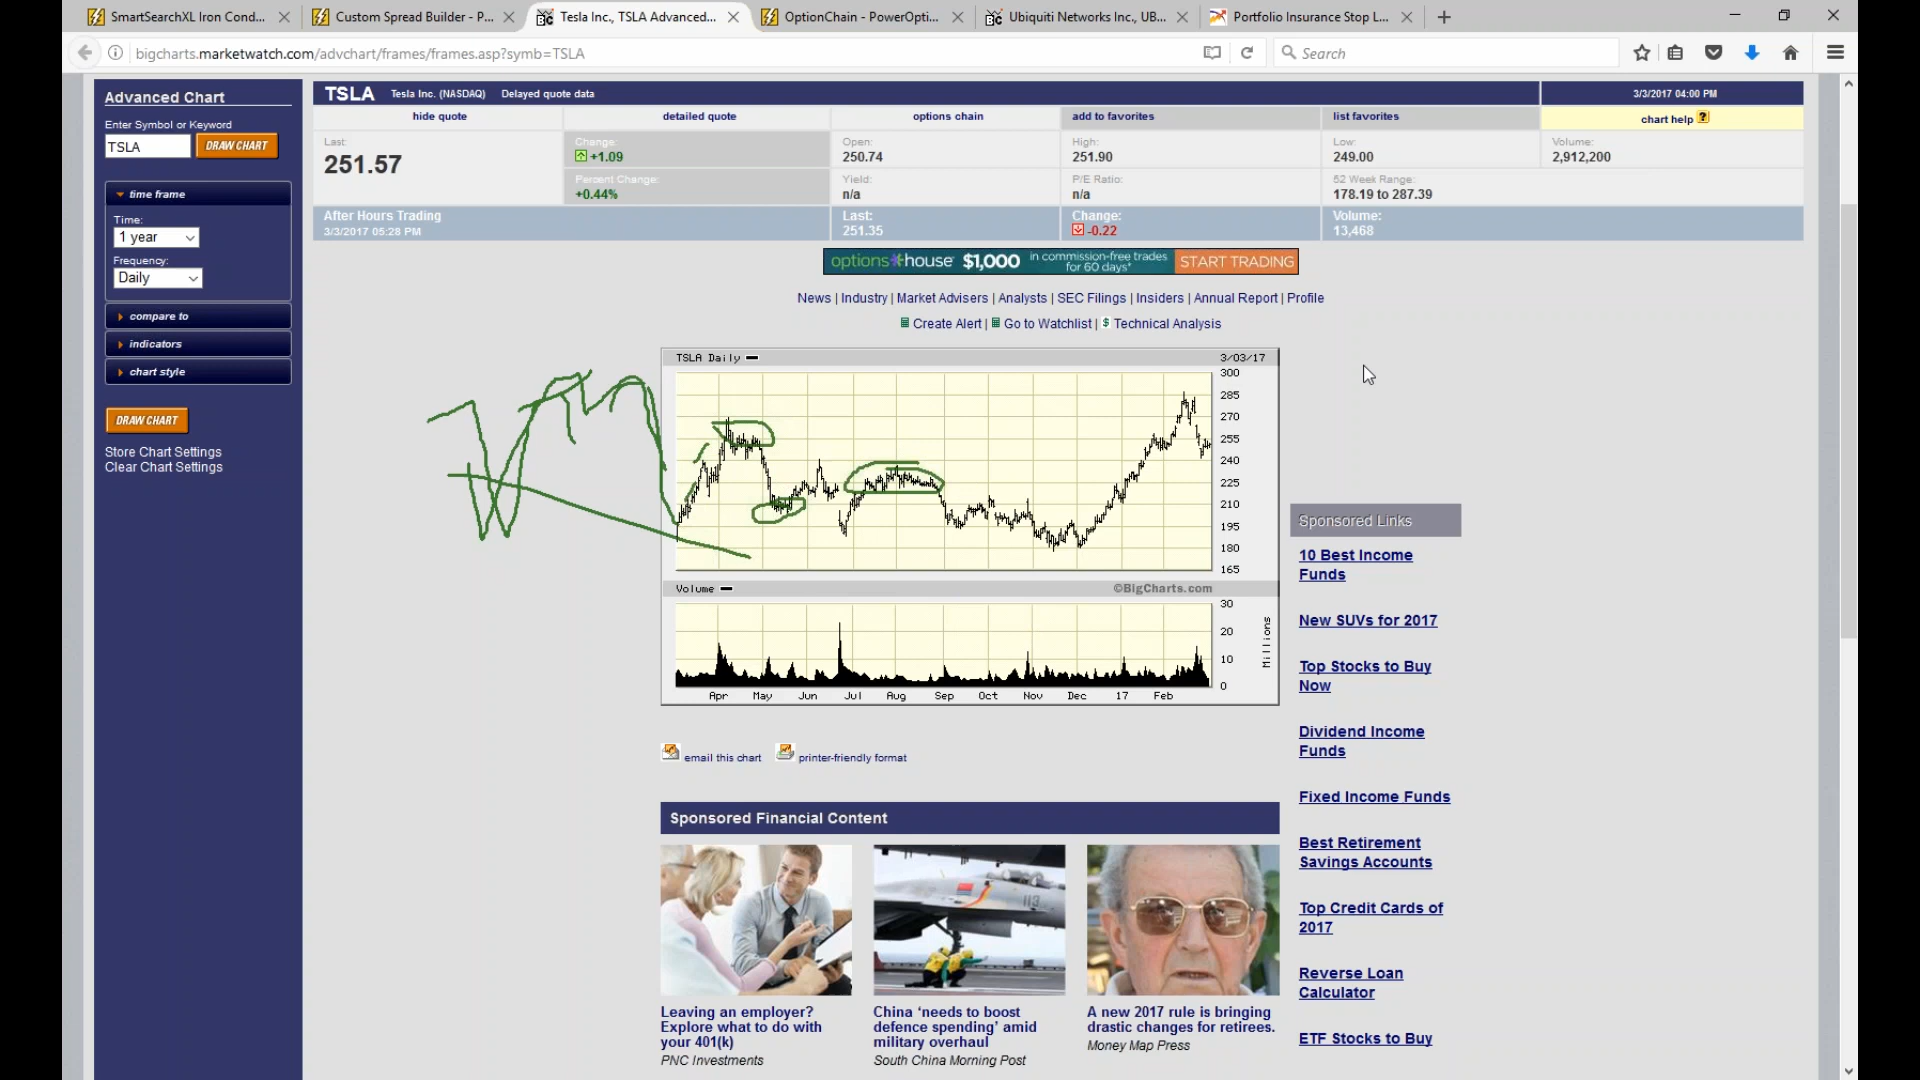 SmartSearchXL Iron Cond...
Custom Spread Builder - P...
Tesla Inc., TSLA Advanced...
OptionChain - PowerOpti...
Ubiquiti Networks Inc., UB...
Portfolio Insurance Stop L...
bigcharts.marketwatch.com/advchart/frames/frames.asp?symb=TSLA
Search
Advanced Chart
Enter Symbol or Keyword
TSLA
DRAW CHART
time frame
Time:
1 year
Frequency:
Daily
compare to
indicators
chart style
DRAW CHART
Store Chart Settings
Clear Chart Settings
TSLA Tesla Inc. (NASDAQ) Delayed quote data 3/3/2017 04:00 PM
hide quote detailed quote options chain add to favorites list favorites chart help ?
Last: Change: Open: High: Low: Volume:
251.57 +1.09 250.74 251.90 249.00 2,912,200
Percent Change: Yield: P/E Ratio: 52 Week Range:
+0.44% n/a n/a 178.19 to 287.39
After Hours Trading Last: Change: Volume:
3/3/2017 05:28 PM 251.35 -0.22 13,468
options house $1,000 in commission-free trades for 60 days* START TRADING
News | Industry | Market Advisers | Analysts | SEC Filings | Insiders | Annual Report | Profile
Create Alert | Go to Watchlist | $ Technical Analysis
TSLA Daily 3/03/17
300
285
270
255
240
225
210
195
180
165
Volume ©BigCharts.com
30
20
10
0
Millions
Apr May Jun Jul Aug Sep Oct Nov Dec 17 Feb
email this chart printer-friendly format
Sponsored Links
10 Best Income
Funds
New SUVs for 2017
Top Stocks to Buy
Now
Dividend Income
Funds
Fixed Income Funds
Best Retirement
Savings Accounts
Top Credit Cards of
2017
Reverse Loan
Calculator
ETF Stocks to Buy
Sponsored Financial Content
113
Leaving an employer?
Explore what to do with
your 401(k)
PNC Investments
China ‘needs to boost
defence spending’ amid
military overhaul
South China Morning Post
A new 2017 rule is bringing
drastic changes for retirees.
Money Map Press